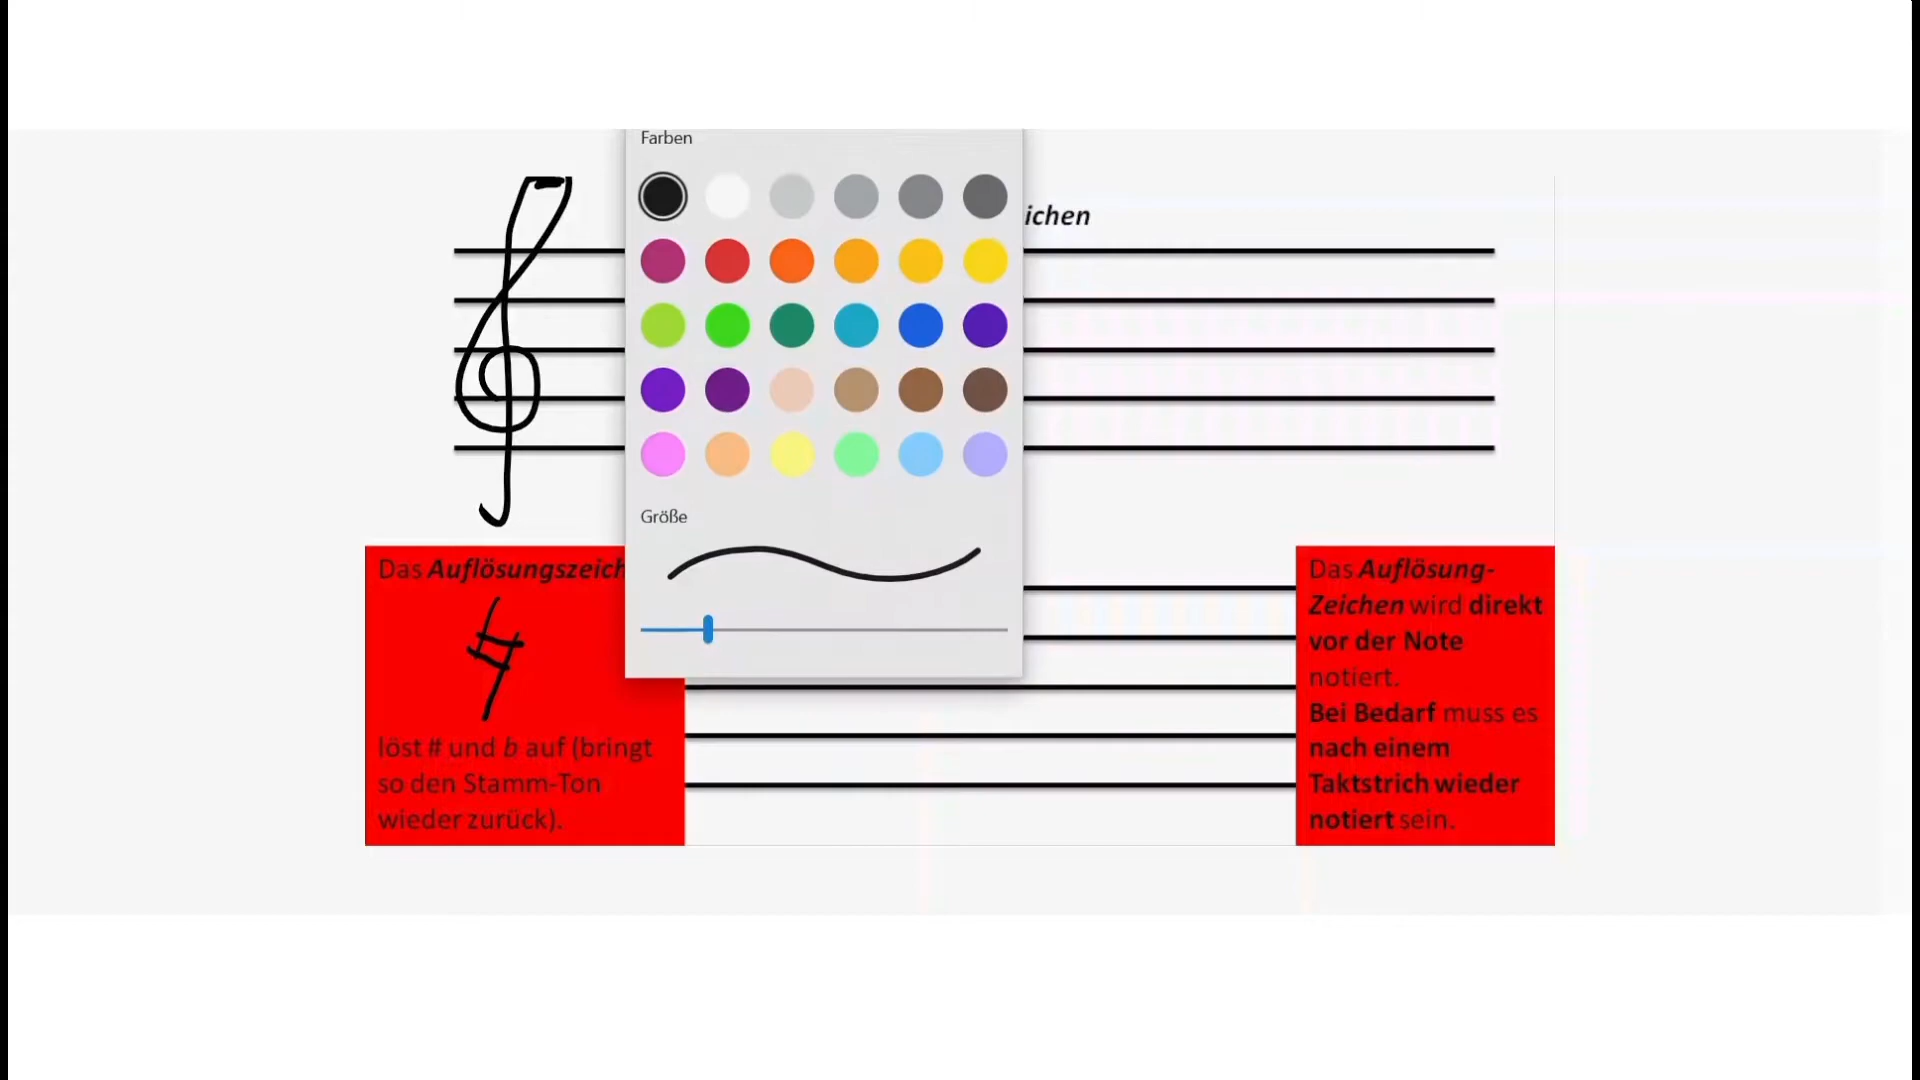 Farben
ichen
Größe
Das Auflösungszeich
löst # und b auf (bringt
so den Stamm-Ton
wieder zurück).
Das Auflösung-
Zeichen wird direkt
vor der Note
notiert.
Bei Bedarf muss es
nach einem
Taktstrich wieder
notiert sein.